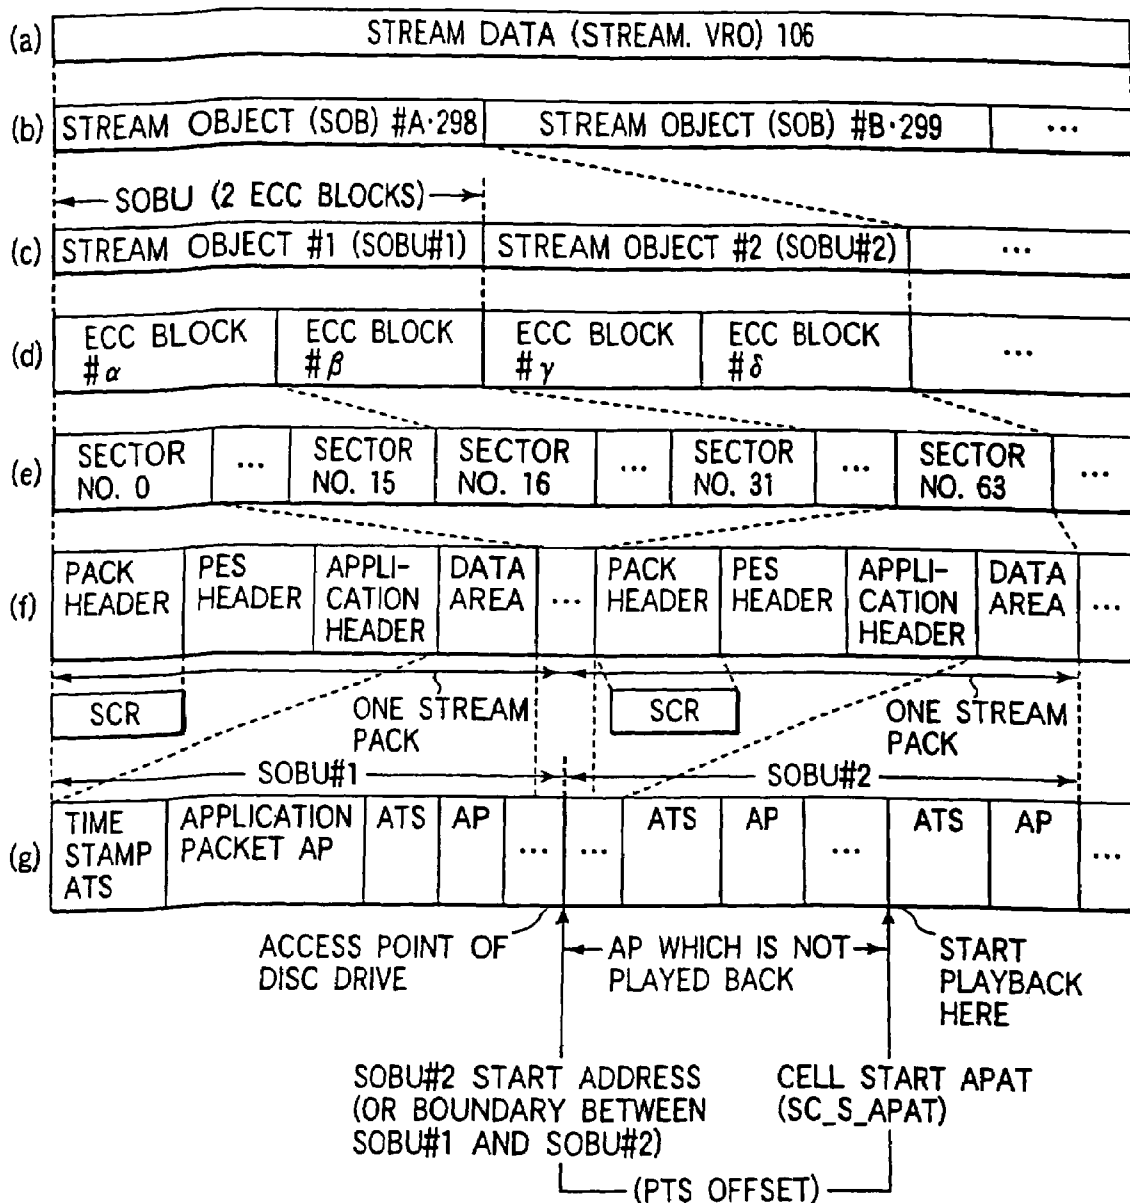 (a) STREAM DATA (STREAM. VRO) 106
(b) STREAM OBJECT (SOB) #A·298 STREAM OBJECT (SOB) #B·299 ...
SOBU (2 ECC BLOCKS)
(c) STREAM OBJECT #1 (SOBU#1) STREAM OBJECT #2 (SOBU#2) ...
(d) ECC BLOCK #α ECC BLOCK #β ECC BLOCK #γ ECC BLOCK #δ ...
(e) SECTOR NO. 0 ... SECTOR NO. 15 SECTOR NO. 16 ... SECTOR NO. 31 ... SECTOR NO. 63 ...
(f) PACK HEADER PES HEADER APPLI-CATION HEADER DATA AREA ... PACK HEADER PES HEADER APPLI-CATION HEADER DATA AREA ...
SCR ONE STREAM PACK SCR ONE STREAM PACK
SOBU#1 SOBU#2
(g) TIME STAMP ATS APPLICATION PACKET AP ATS AP ... ... ATS AP ... ATS AP ...
ACCESS POINT OF DISC DRIVE
AP WHICH IS NOT PLAYED BACK
START PLAYBACK HERE
SOBU#2 START ADDRESS
(OR BOUNDARY BETWEEN
SOBU#1 AND SOBU#2)
CELL START APAT
(SC_S_APAT)
(PTS OFFSET)